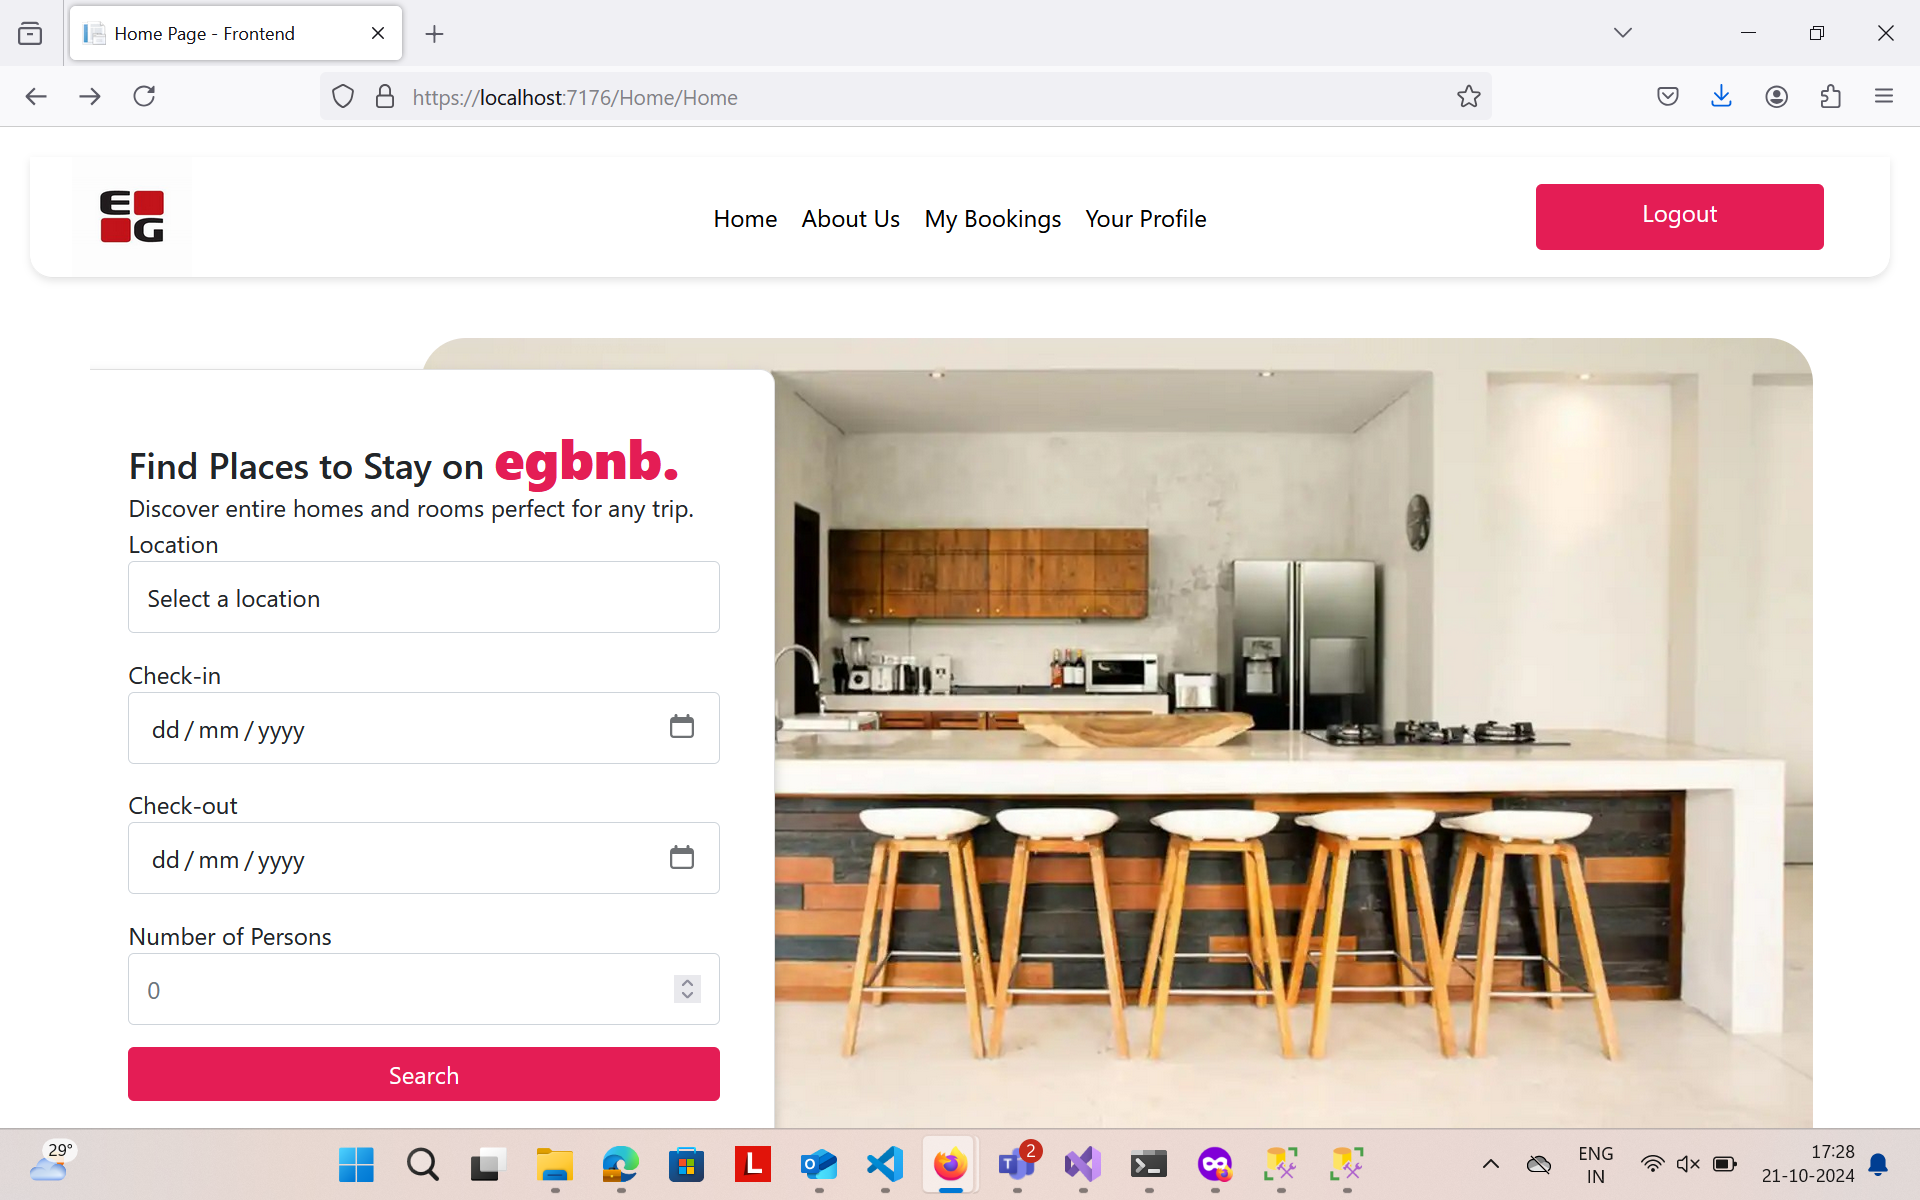 Home Page - Frontend
https://localhost:7176/Home/Home
E
G
Home About Us My Bookings Your Profile
Logout
Find Places to Stay on egbnb.
Discover entire homes and rooms perfect for any trip.
Location
Select a location
Check-in
dd/mm/yyyy
Check-out
dd/mm/yyyy
Number of Persons
0
Search
29°
L
2
ENG
IN
17:28
21-10-2024